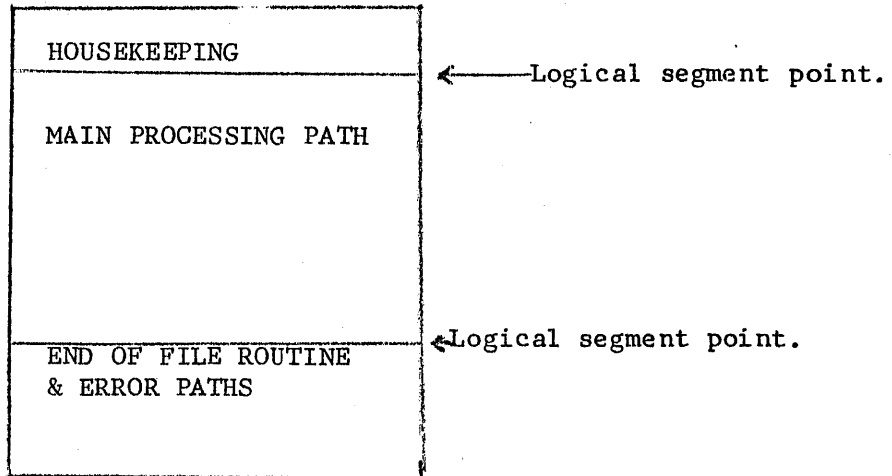 HOUSEKEEPING
←Logical segment point.
MAIN PROCESSING PATH
←Logical segment point.
END OF FILE ROUTINE
& ERROR PATHS